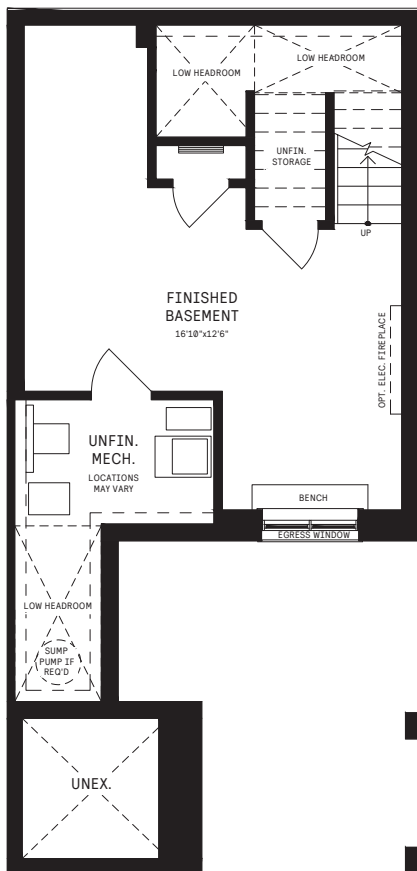 LOW HEADROOM
LOW HEADROOM
UNFIN.
STORAGE
UP
FINISHED
BASEMENT
16'10"x12'6"
OPT. ELEC. FIREPLACE
UNFIN.
MECH.
LOCATIONS
MAY VARY
BENCH
EGRESS WINDOW
LOW HEADROOM
SUMP
PUMP IF
REQ'D
UNEX.